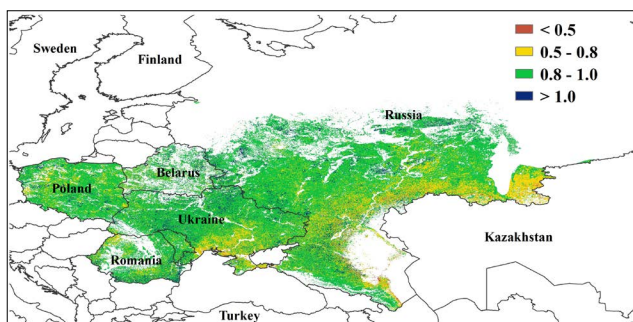 Sweden
Finland
< 0.5
0.5 - 0.8
0.8 - 1.0
> 1.0
Russia
Belarus
Poland
Ukraine
Kazakhstan
Romania
Turkey